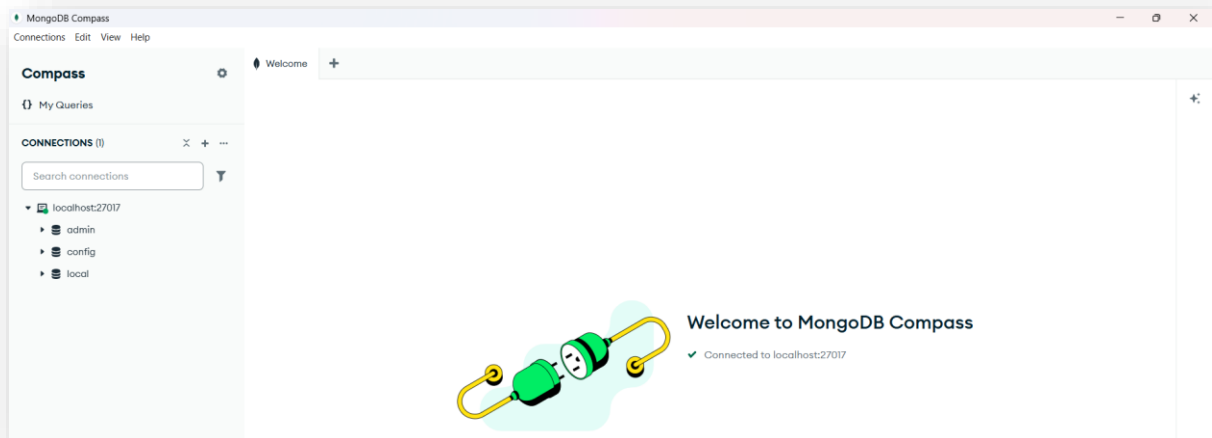 MongoDB Compass
Connections Edit View Help
Compass
My Queries
CONNECTIONS (1)
Search connections
localhost:27017
admin
config
local
Welcome
Welcome to MongoDB Compass
Connected to localhost:27017